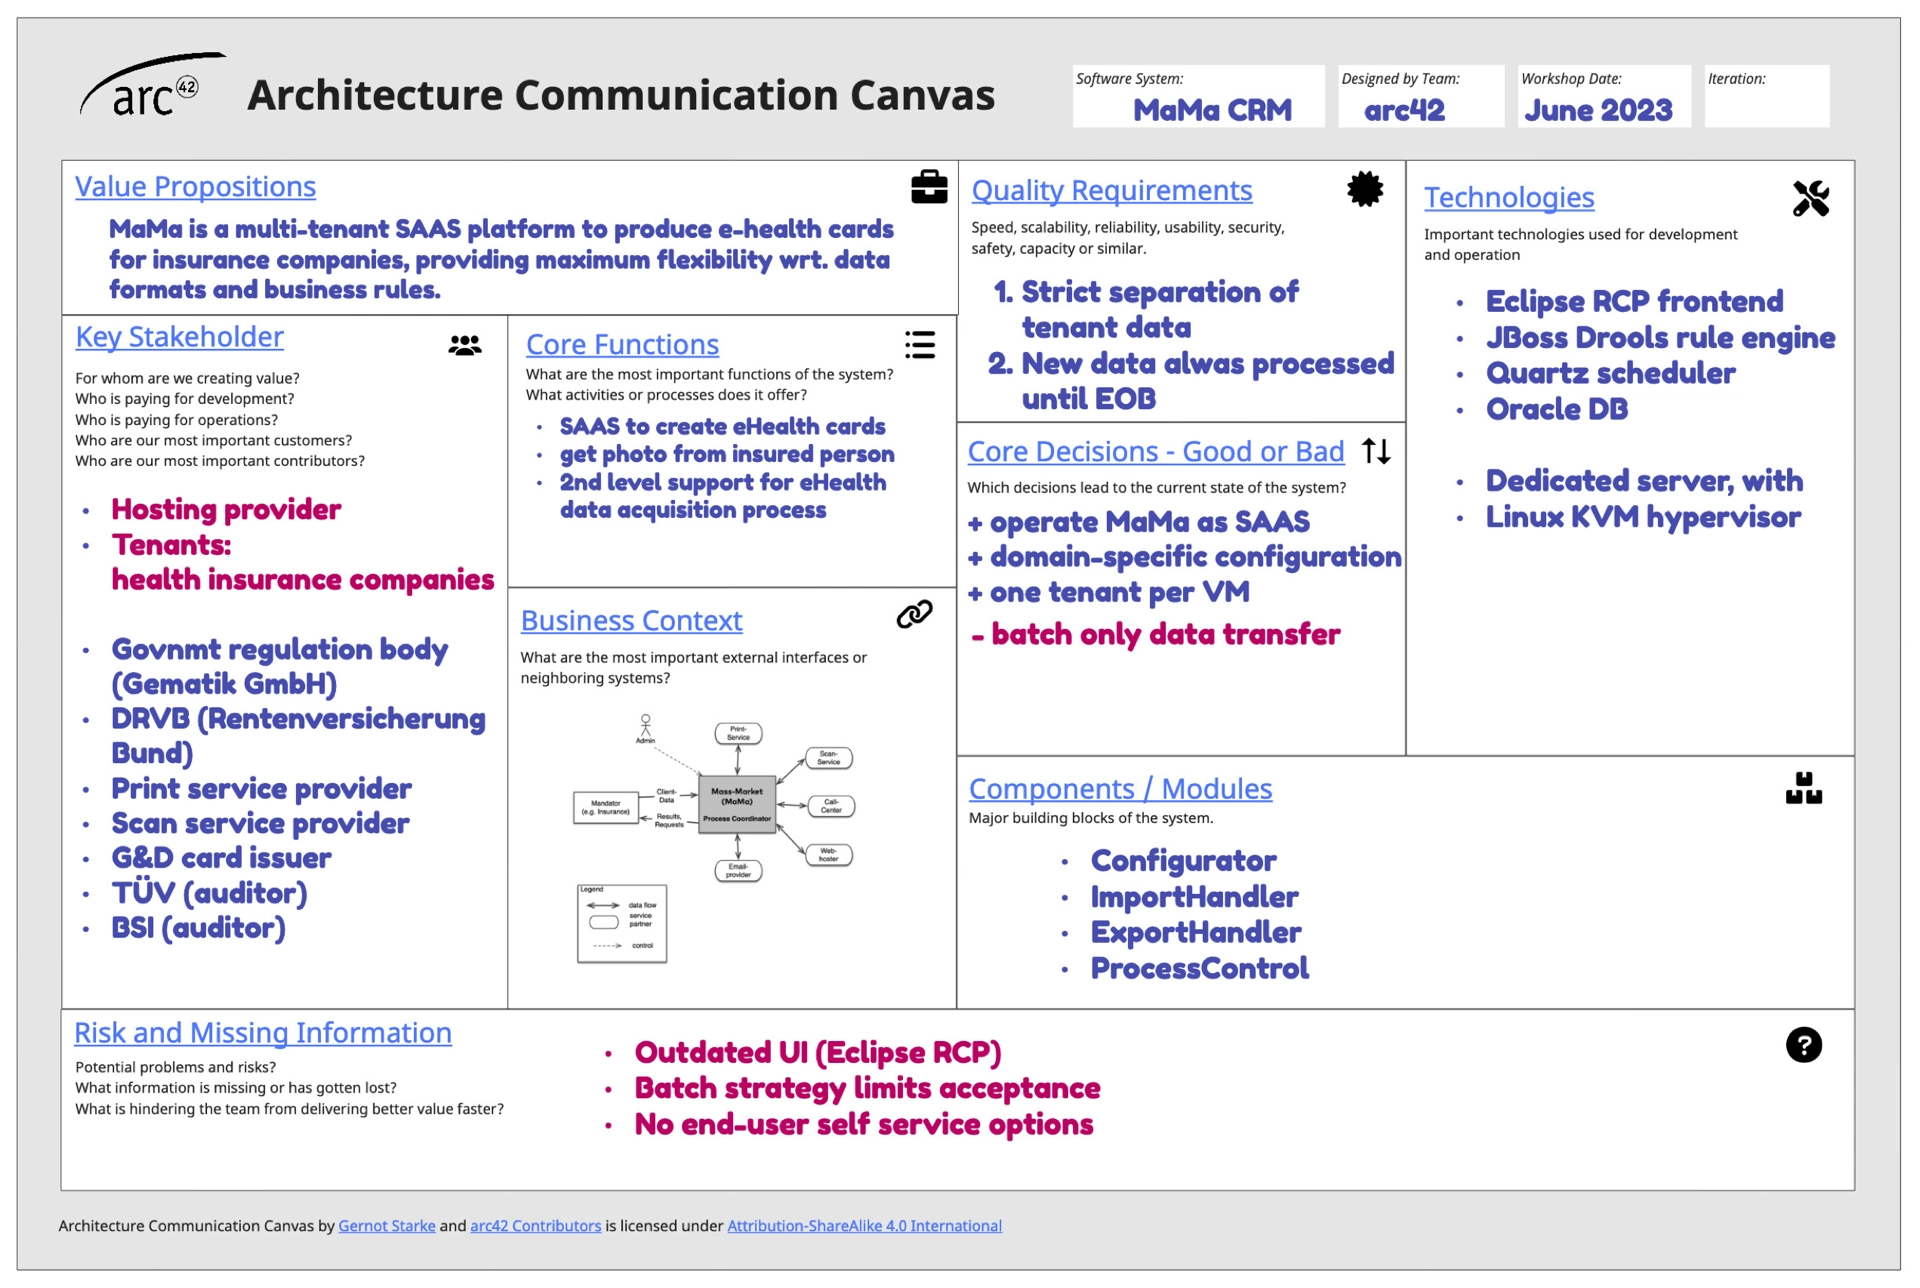 arc 42
Architecture Communication Canvas
Software System:
MaMa CRM
Designed by Team:
arc42
Workshop Date:
June 2023
Iteration:
Value Propositions
MaMa is a multi-tenant SAAS platform to produce e-health cards
for insurance companies, providing maximum flexibility wrt. data
formats and business rules.
Key Stakeholder
For whom are we creating value?
Who is paying for development?
Who is paying for operations?
Who are our most important customers?
Who are our most important contributors?
• Hosting provider
• Tenants:
health insurance companies
• Govnmt regulation body
(Gematik GmbH)
• DRVB (Rentenversicherung
Bund)
• Print service provider
• Scan service provider
• G&D card issuer
• TÜV (auditor)
• BSI (auditor)
Core Functions
What are the most important functions of the system?
What activities or processes does it offer?
• SAAS to create eHealth cards
• get photo from insured person
• 2nd level support for eHealth
data acquisition process
Business Context
What are the most important external interfaces or
neighboring systems?
Admin
Print-
Service
Scan-
Service
Mandator
(e.g. Insurance)
Client-
Data
Results,
Requests
Mass-Market
(MaMa)
Process Coordinator
Call-
Center
Web-
hoster
Email-
provider
Legend
data flow
service
partner
control
Quality Requirements
Speed, scalability, reliability, usability, security,
safety, capacity or similar.
1. Strict separation of
tenant data
2. New data alwas processed
until EOB
Core Decisions - Good or Bad
Which decisions lead to the current state of the system?
+ operate MaMa as SAAS
+ domain-specific configuration
+ one tenant per VM
- batch only data transfer
Technologies
Important technologies used for development
and operation
• Eclipse RCP frontend
• JBoss Drools rule engine
• Quartz scheduler
• Oracle DB
• Dedicated server, with
• Linux KVM hypervisor
Components / Modules
Major building blocks of the system.
• Configurator
• ImportHandler
• ExportHandler
• ProcessControl
Risk and Missing Information
Potential problems and risks?
What information is missing or has gotten lost?
What is hindering the team from delivering better value faster?
• Outdated UI (Eclipse RCP)
• Batch strategy limits acceptance
• No end-user self service options
Architecture Communication Canvas by Gernot Starke and arc42 Contributors is licensed under Attribution-ShareAlike 4.0 International